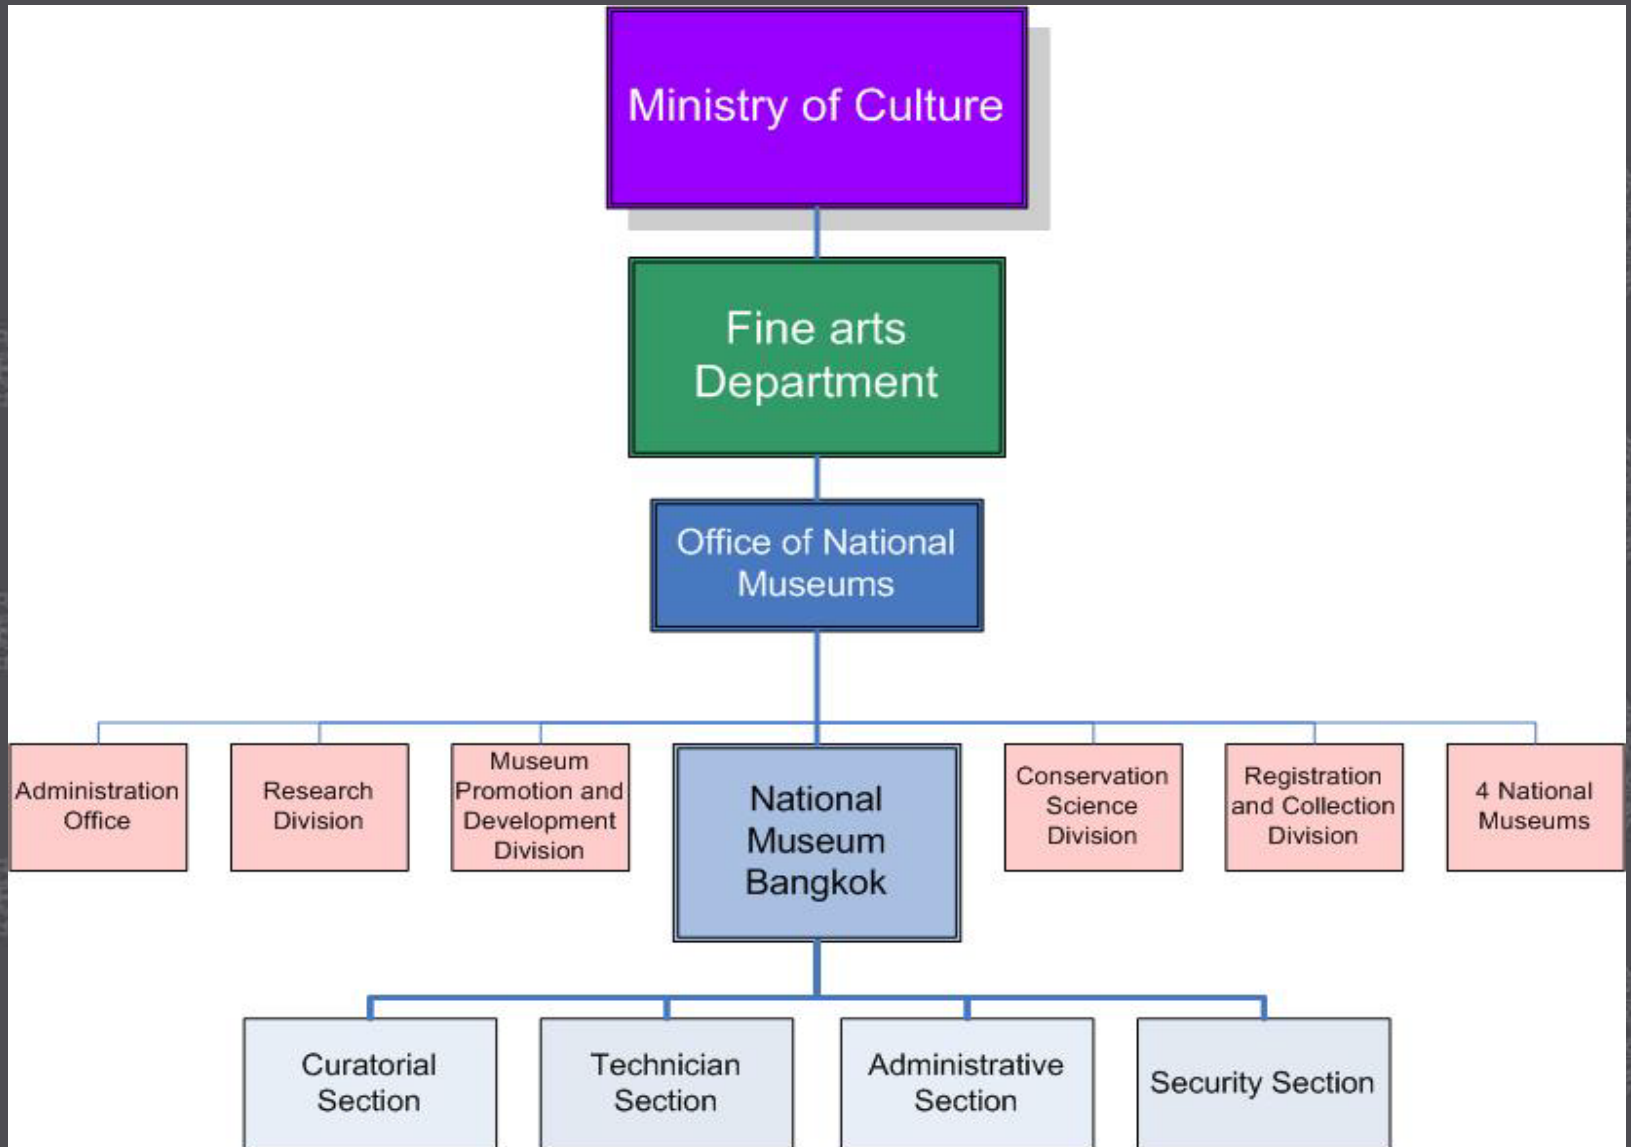 Ministry of Culture
Fine arts
Department
Office of National
Museums
Administration
Office
Research
Division
Museum
Promotion and
Development
Division
National
Museum
Bangkok
Conservation
Science
Division
Registration
and Collection
Division
4 National
Museums
Curatorial
Section
Technician
Section
Administrative
Section
Security Section